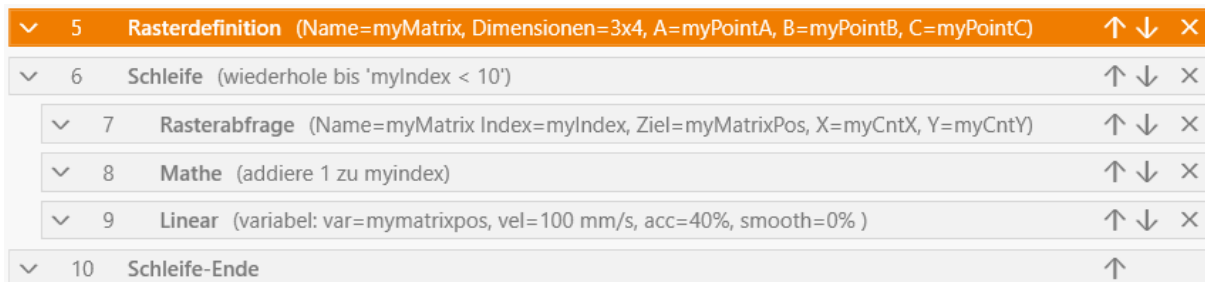 5 Rasterdefinition (Name=myMatrix, Dimensionen=3x4, A=myPointA, B=myPointB, C=myPointC)
6 Schleife (wiederhole bis 'myIndex < 10')
7 Rasterabfrage (Name=myMatrix Index=myIndex, Ziel=myMatrixPos, X=myCntX, Y=myCntY)
8 Mathe (addiere 1 zu myindex)
9 Linear (variabel: var=mymatrixpos, vel=100 mm/s, acc=40%, smooth=0% )
10 Schleife-Ende